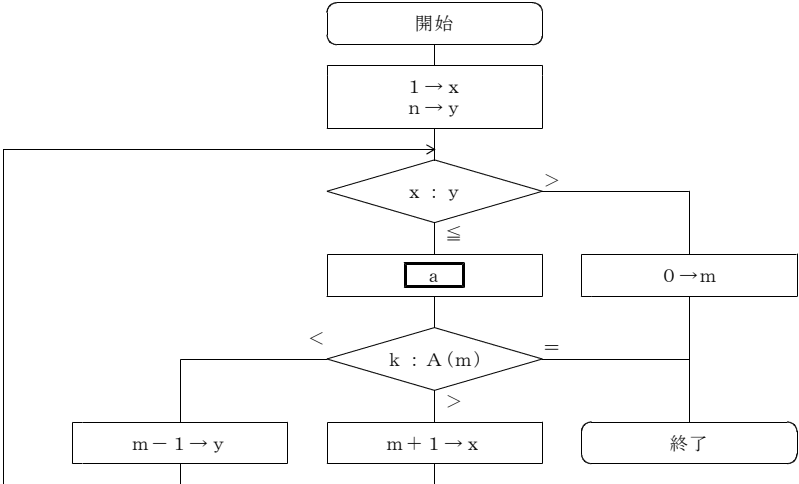 開始
1→x
n→y
x : y
>
≦
a
0→m
<
k : A(m)
=
>
m－1→y
m＋1→x
終了